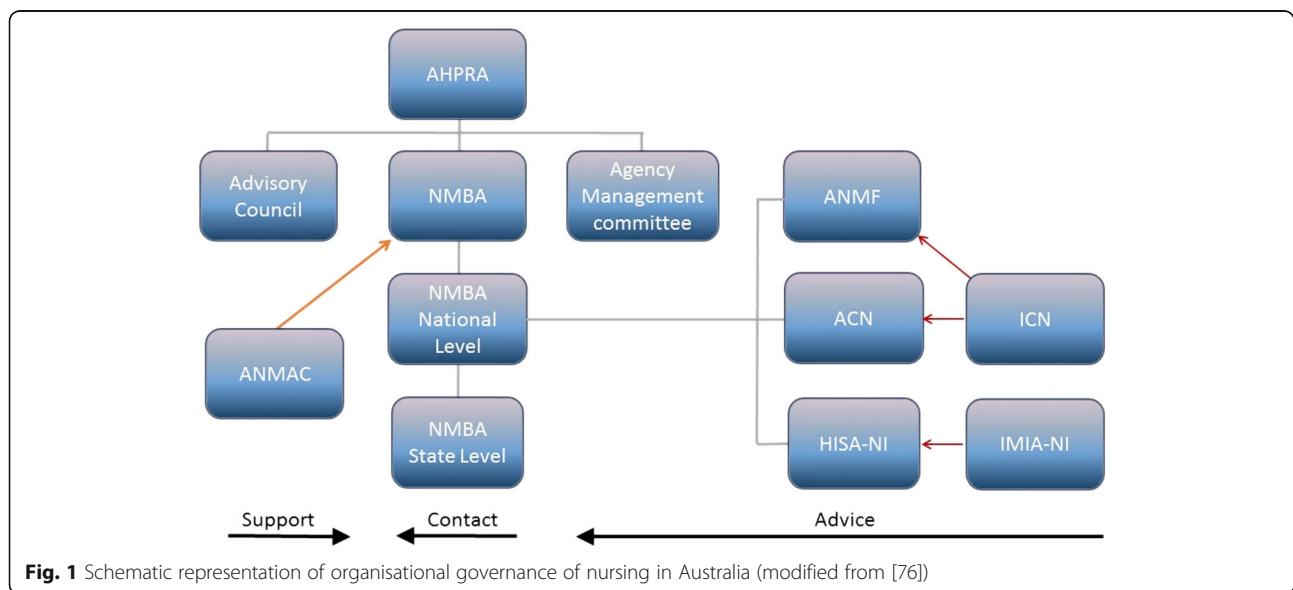 AHPRA
Advisory
Council
NMBA
Agency
Management
committee
ANMF
NMBA
National
Level
ACN
ICN
ANMAC
NMBA
State Level
HISA-NI
IMIA-NI
Support
Contact
Advice
Fig. 1 Schematic representation of organisational governance of nursing in Australia (modified from [76])